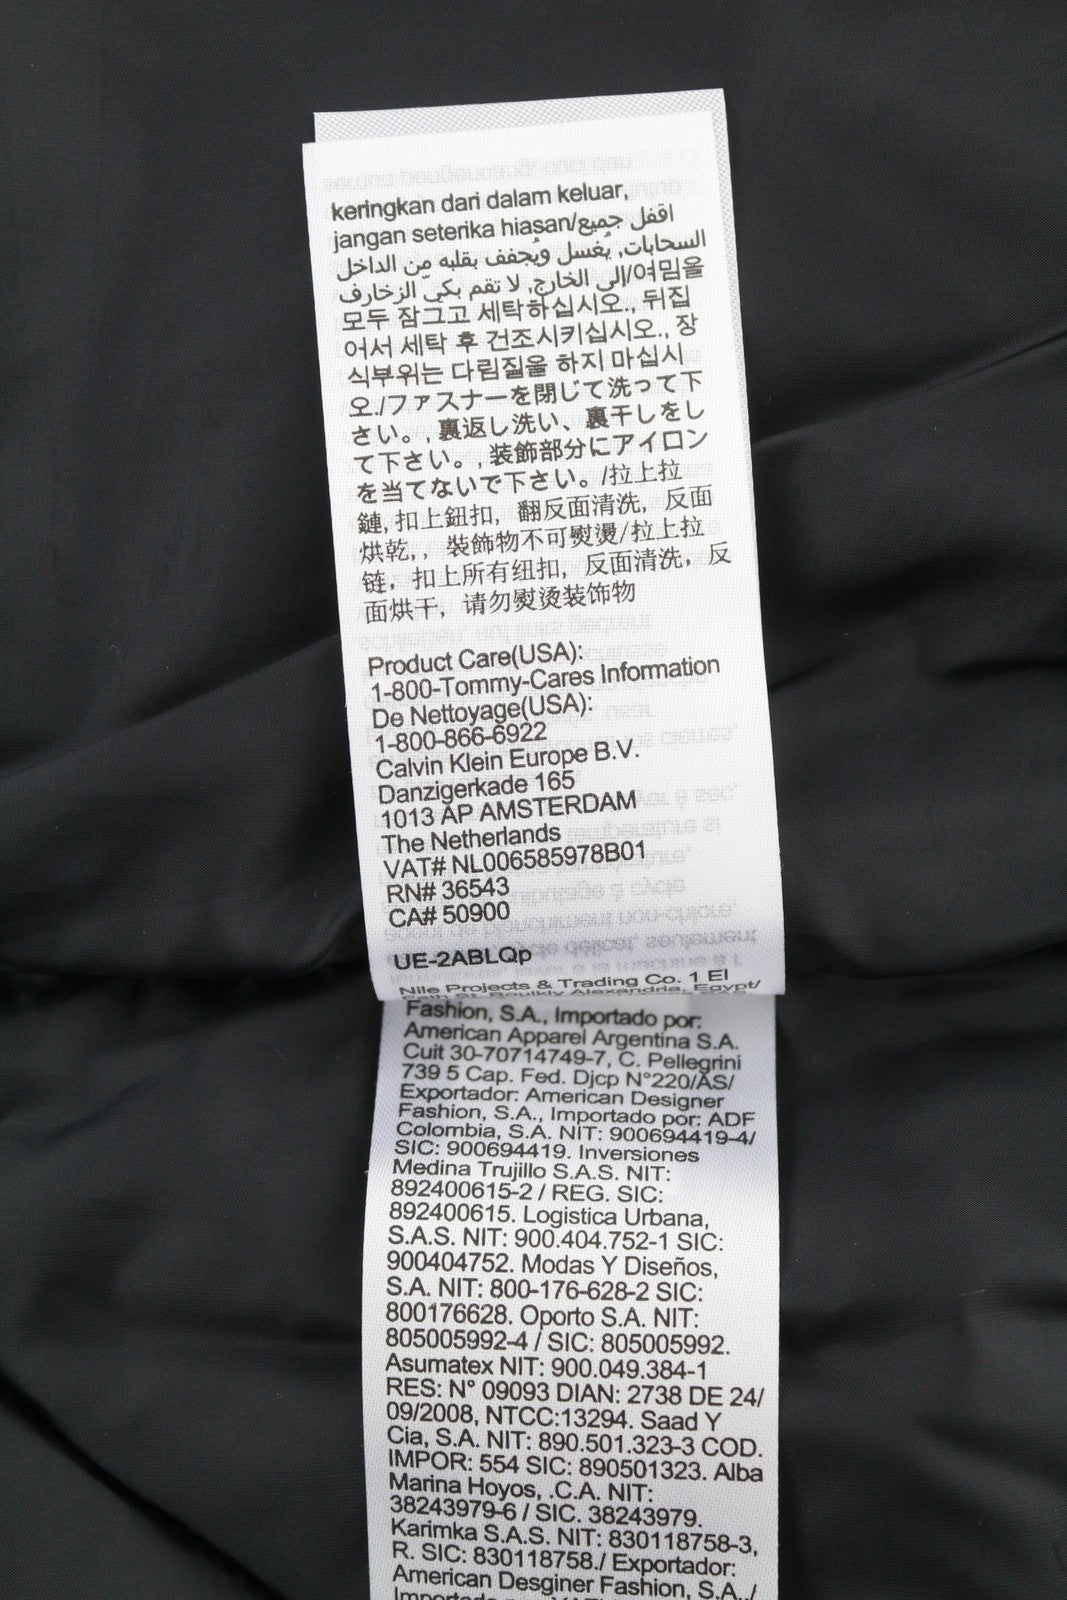 keringkan dari dalam keluar,
jangan seterika hiasan/اقفل جميع
السحابات, يُغسل ويُجفف بقلبه من الداخل
إلى الخارج, لا تقم بكيّ الزخارف/여밈을
모두 잠그고 세탁하십시오., 뒤집
어서 세탁 후 건조시키십시오., 장
식부위는 다림질을 하지 마십시
오./ファスナーを閉じて洗って下
さい。, 裏返し洗い、裏干しをし
て下さい。, 装飾部分にアイロン
を当てないで下さい。/拉上拉
鏈, 扣上鈕扣, 翻反面清洗, 反面
烘乾, , 裝飾物不可熨燙/拉上拉
链, 扣上所有纽扣, 反面清洗, 反
面烘干, 请勿熨烫装饰物
Product Care(USA):
1-800-Tommy-Cares Information
De Nettoyage(USA):
1-800-866-6922
Calvin Klein Europe B.V.
Danzigerkade 165
1013 AP AMSTERDAM
The Netherlands
VAT# NL006585978B01
RN# 36543
CA# 50900
UE-2ABLQp
Nile Projects & Trading Co. 1 El
Alexandria, Egypt/
Fashion, S.A., Importado por:
American Apparel Argentina S.A.
Cuit 30-70714749-7, C. Pellegrini
739 5 Cap. Fed. Djcp N°220/AS/
Exportador: American Designer
Fashion, S.A., Importado por: ADF
Colombia, S.A. NIT: 900694419-4/
SIC: 900694419. Inversiones
Medina Trujillo S.A.S. NIT:
892400615-2 / REG. SIC:
892400615. Logistica Urbana,
S.A.S. NIT: 900.404.752-1 SIC:
900404752. Modas Y Diseños,
S.A. NIT: 800-176-628-2 SIC:
800176628. Oporto S.A. NIT:
805005992-4 / SIC: 805005992.
Asumatex NIT: 900.049.384-1
RES: N° 09093 DIAN: 2738 DE 24/
09/2008, NTCC:13294. Saad Y
Cia, S.A. NIT: 890.501.323-3 COD.
IMPOR: 554 SIC: 890501323. Alba
Marina Hoyos, .C.A. NIT:
38243979-6 / SIC. 38243979.
Karimka S.A.S. NIT: 830118758-3,
R. SIC: 830118758./ Exportador:
American Desginer Fashion, S.A../